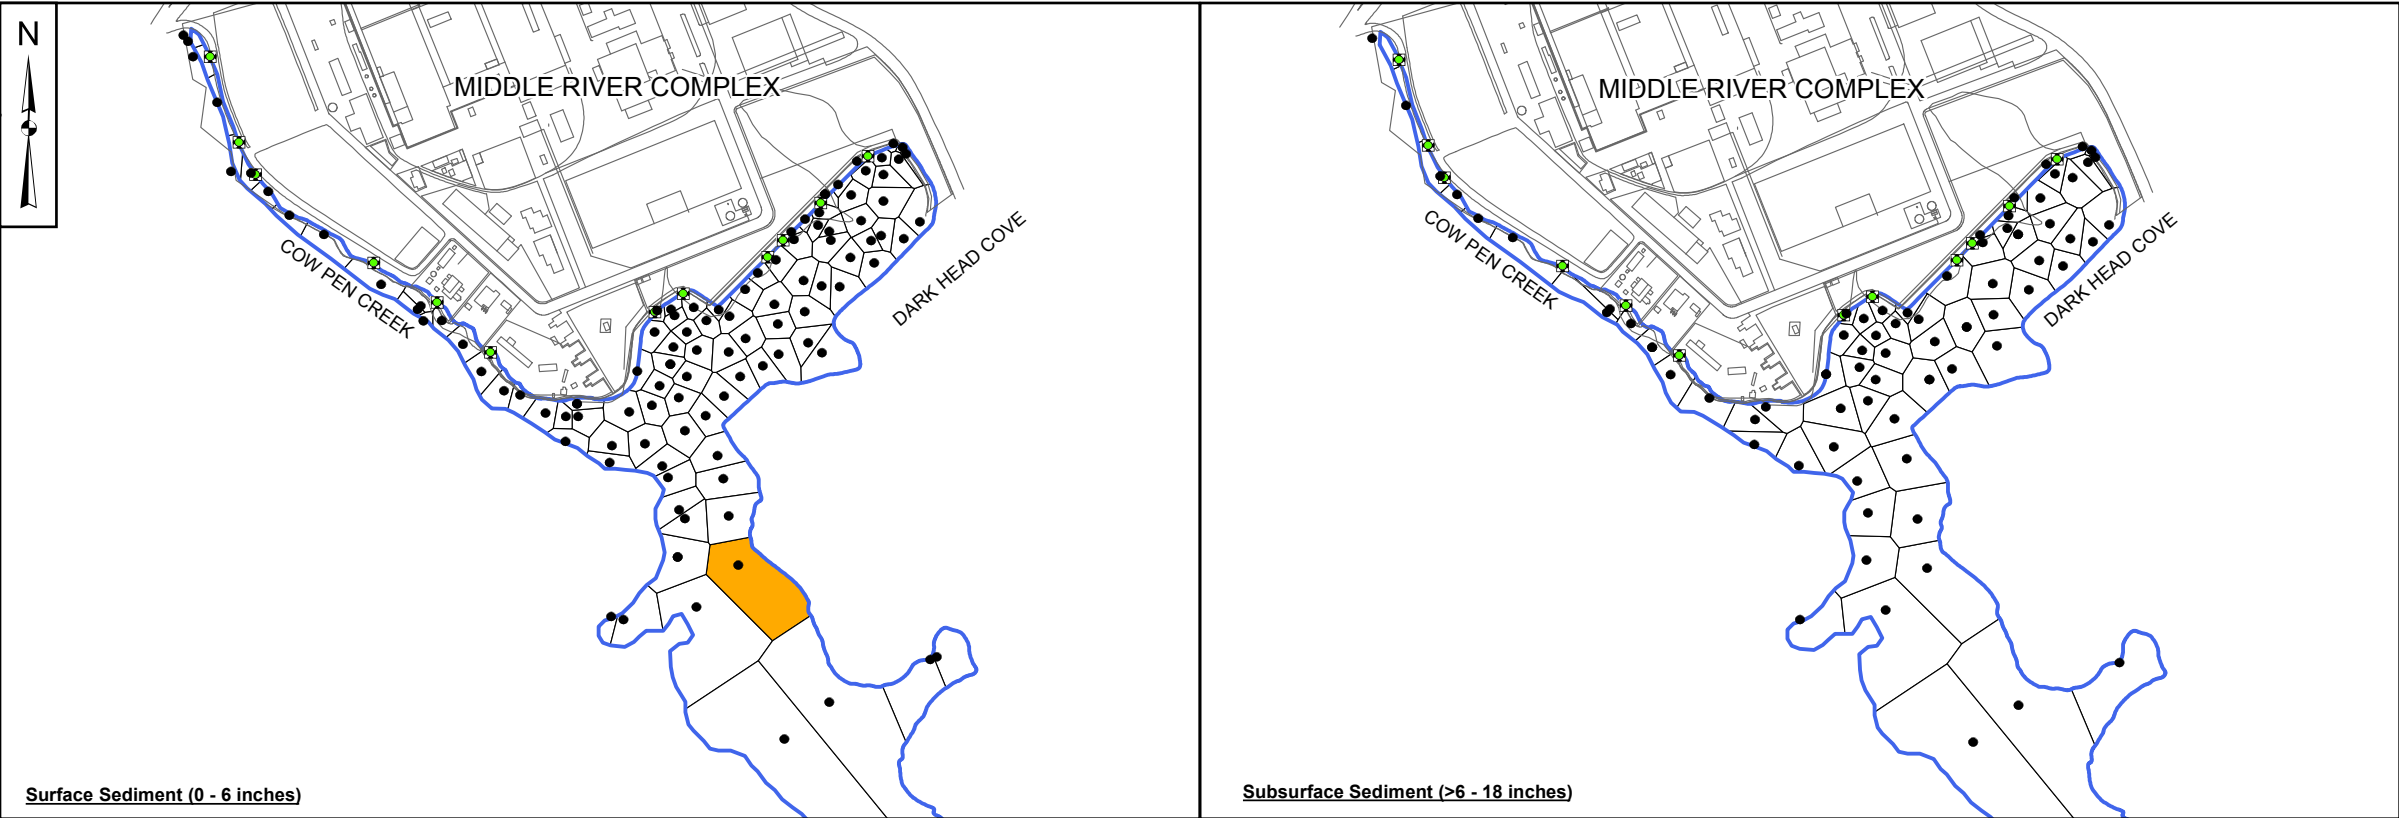 N
MIDDLE RIVER COMPLEX
COW PEN CREEK
DARK HEAD COVE
Surface Sediment (0 - 6 inches)
MIDDLE RIVER COMPLEX
COW PEN CREEK
DARK HEAD COVE
Subsurface Sediment (>6 - 18 inches)